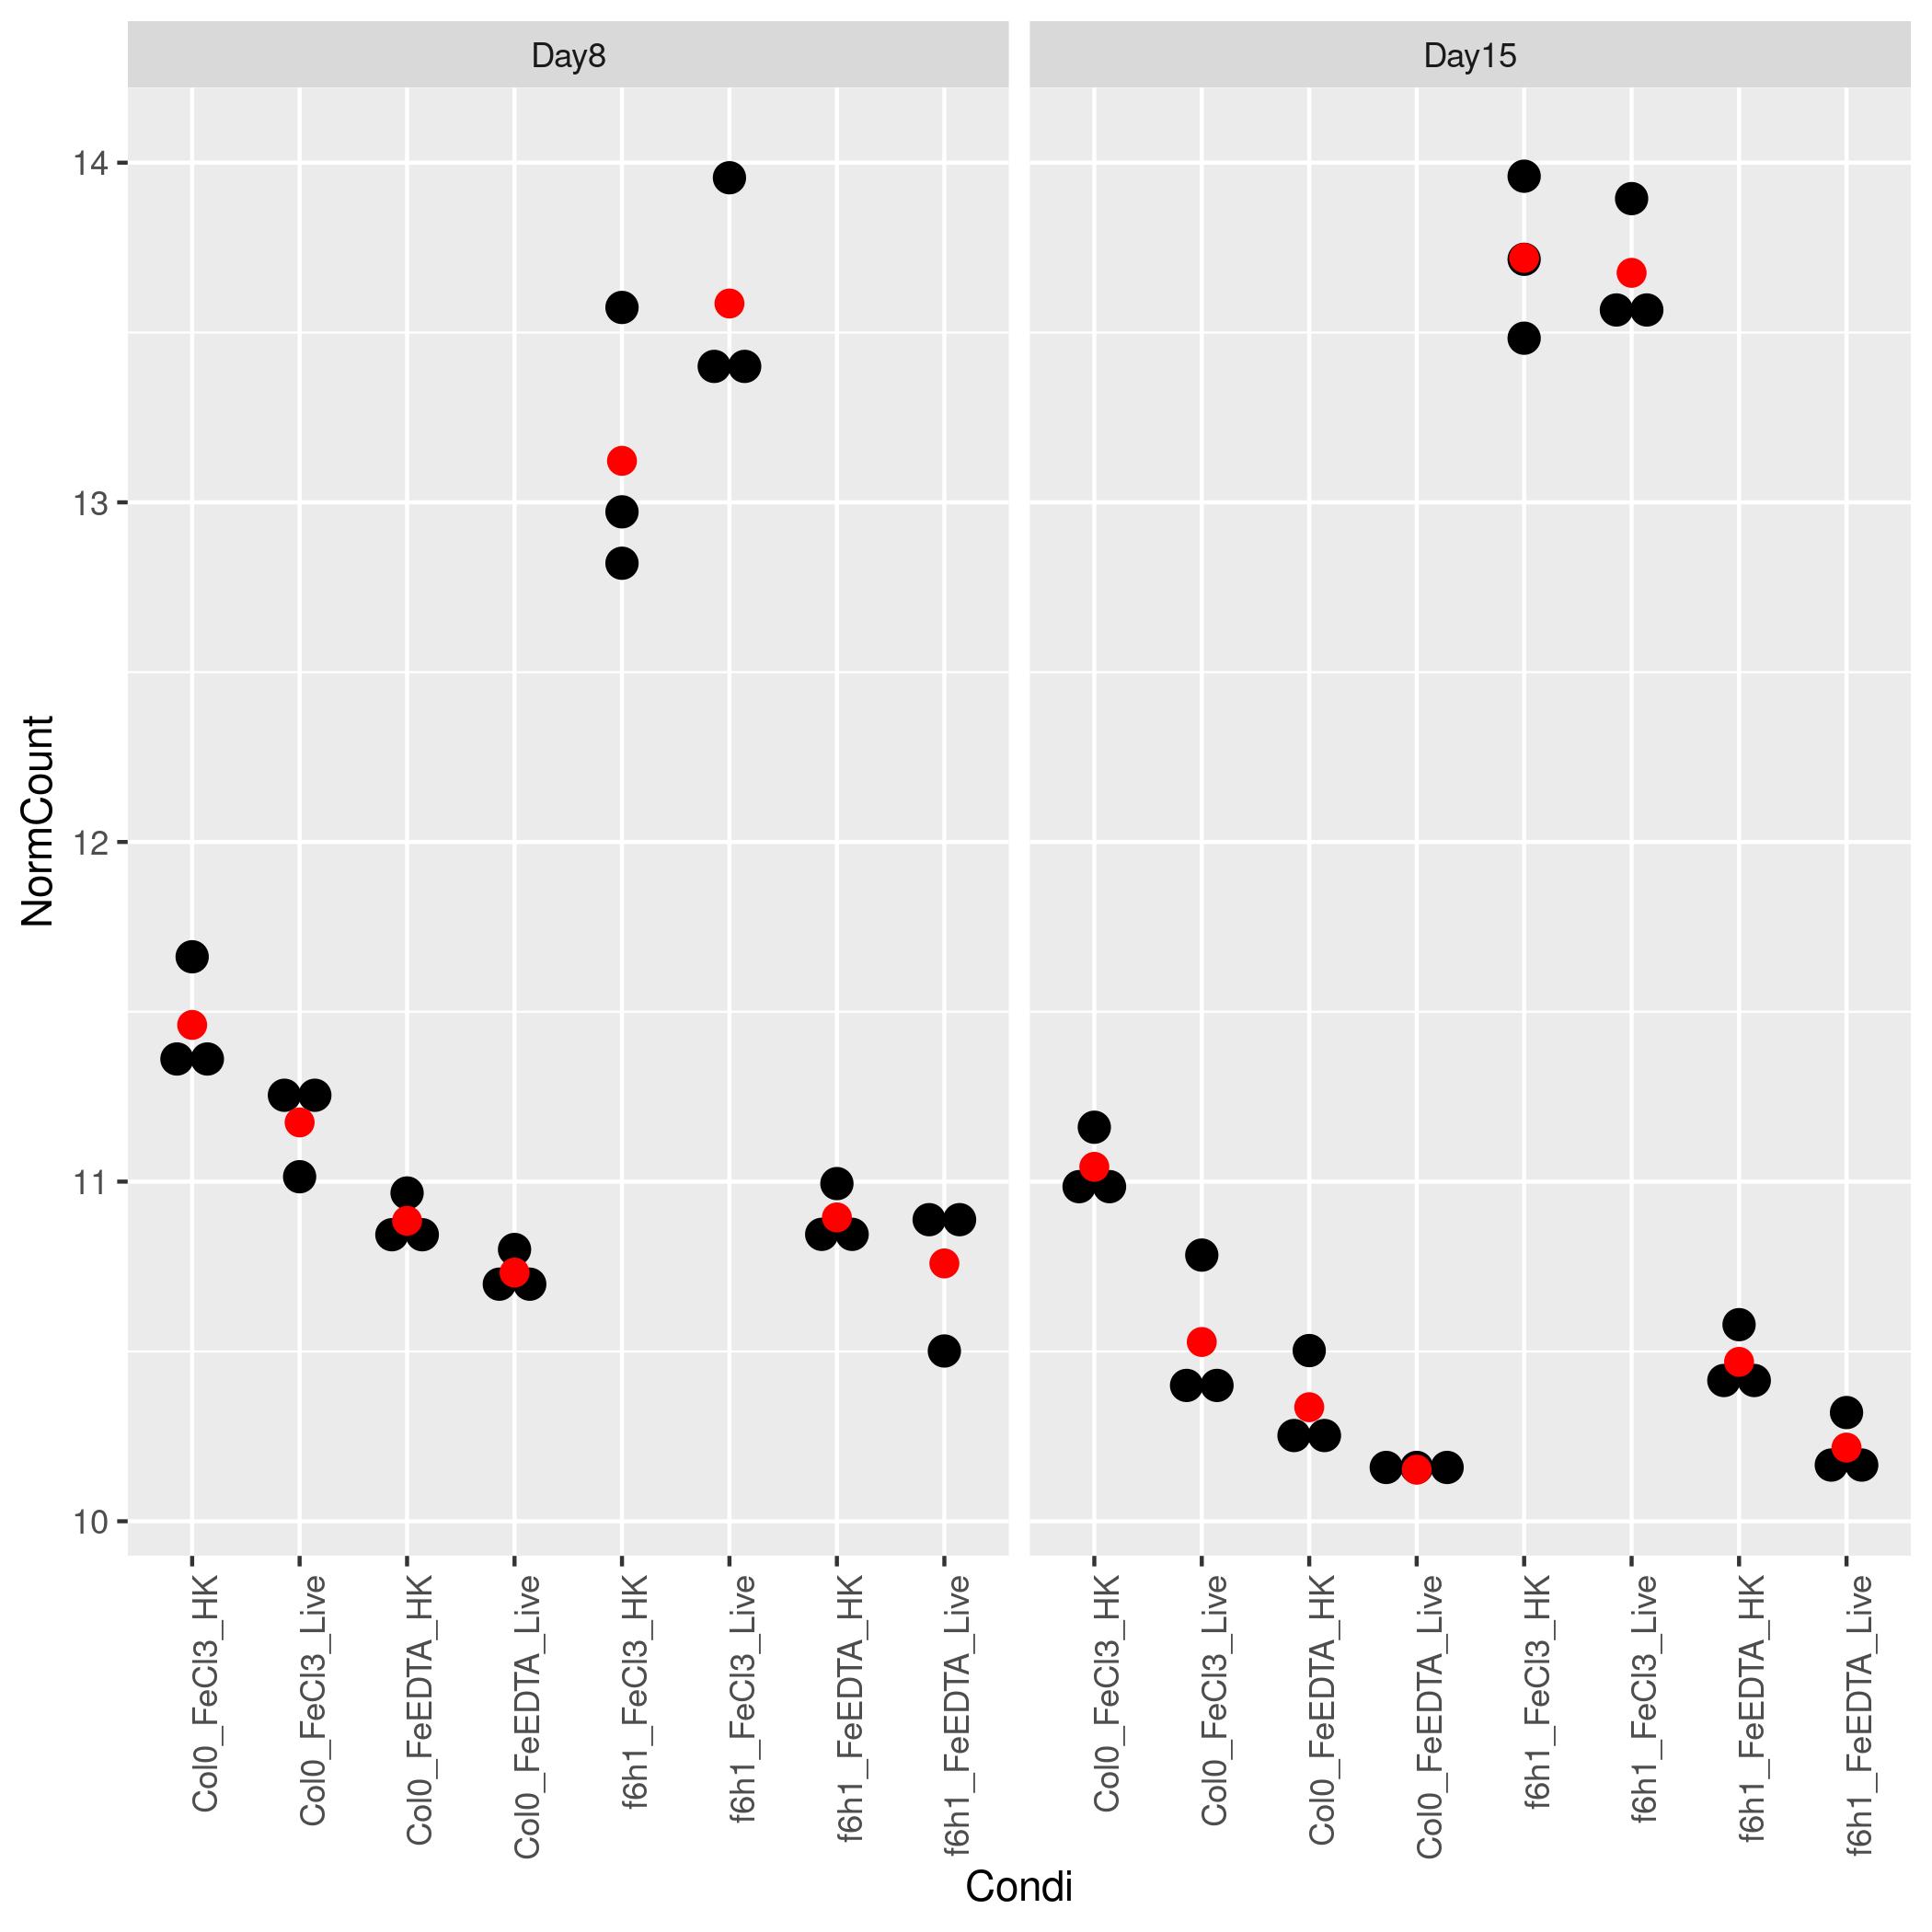 Day8
Day15
NormCount
14
13
12
11
10
Col0_FeCl3_HK
Col0_FeCl3_Live
Col0_FeEDTA_HK
Col0_FeEDTA_Live
f6h1_FeCl3_HK
f6h1_FeCl3_Live
f6h1_FeEDTA_HK
f6h1_FeEDTA_Live
Col0_FeCl3_HK
Col0_FeCl3_Live
Col0_FeEDTA_HK
Col0_FeEDTA_Live
f6h1_FeCl3_HK
f6h1_FeCl3_Live
f6h1_FeEDTA_HK
f6h1_FeEDTA_Live
Condi